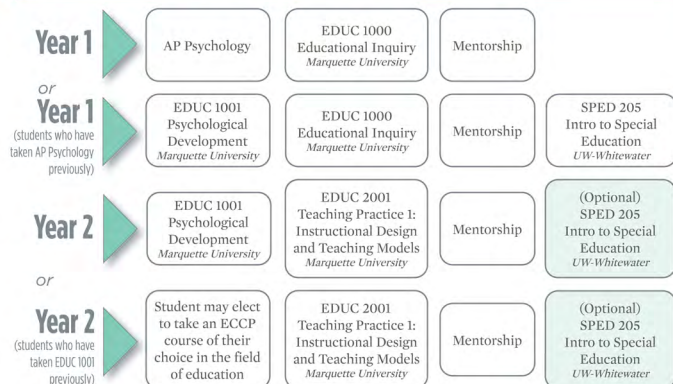 Year 1
AP Psychology
EDUC 1000
Educational Inquiry
Marquette University
Mentorship
or
Year 1
(students who have
taken AP Psychology
previously)
EDUC 1001
Psychological
Development
Marquette University
EDUC 1000
Educational Inquiry
Marquette University
Mentorship
SPED 205
Intro to Special
Education
UW-Whitewater
Year 2
EDUC 1001
Psychological
Development
Marquette University
EDUC 2001
Teaching Practice 1:
Instructional Design
and Teaching Models
Marquette University
Mentorship
(Optional)
SPED 205
Intro to Special
Education
UW-Whitewater
or
Year 2
(students who have
taken EDUC 1001
previously)
Student may elect
to take an ECCP
course of their
choice in the field
of education
EDUC 2001
Teaching Practice 1:
Instructional Design
and Teaching Models
Marquette University
Mentorship
(Optional)
SPED 205
Intro to Special
Education
UW-Whitewater